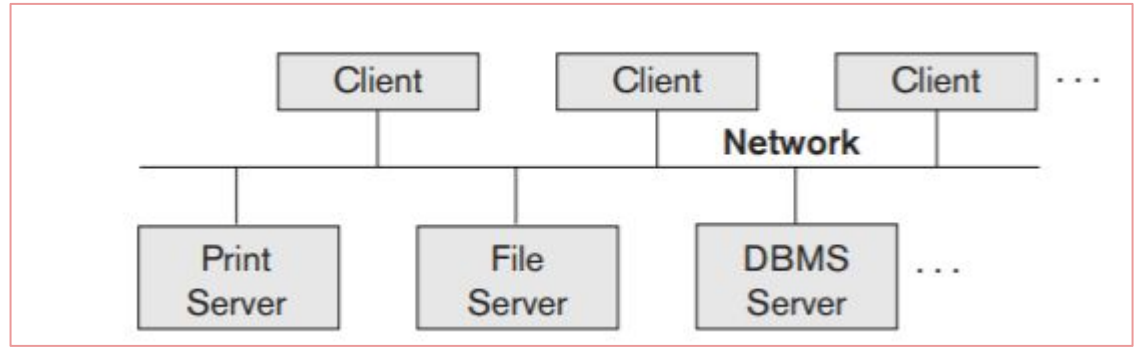 Client Client Client . . .
Network
Print File DBMS . . .
Server Server Server